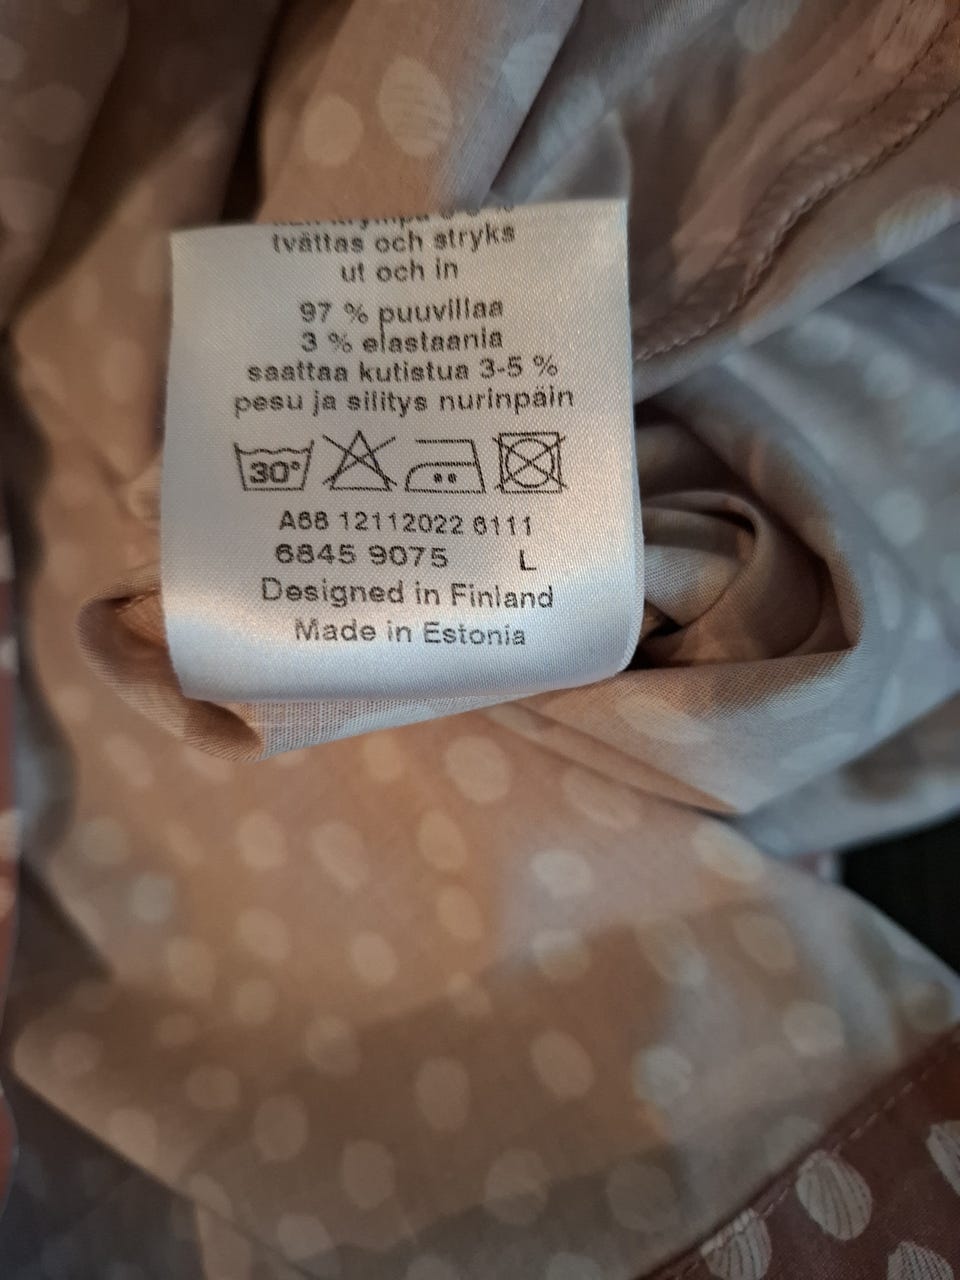 tvättas och stryks
ut och in
97 % puuvillaa
3 % elastaania
saattaa kutistua 3-5 %
pesu ja silitys nurinpäin
30°
A68 12112022 6111
6845 9075 L
Designed in Finland
Made in Estonia